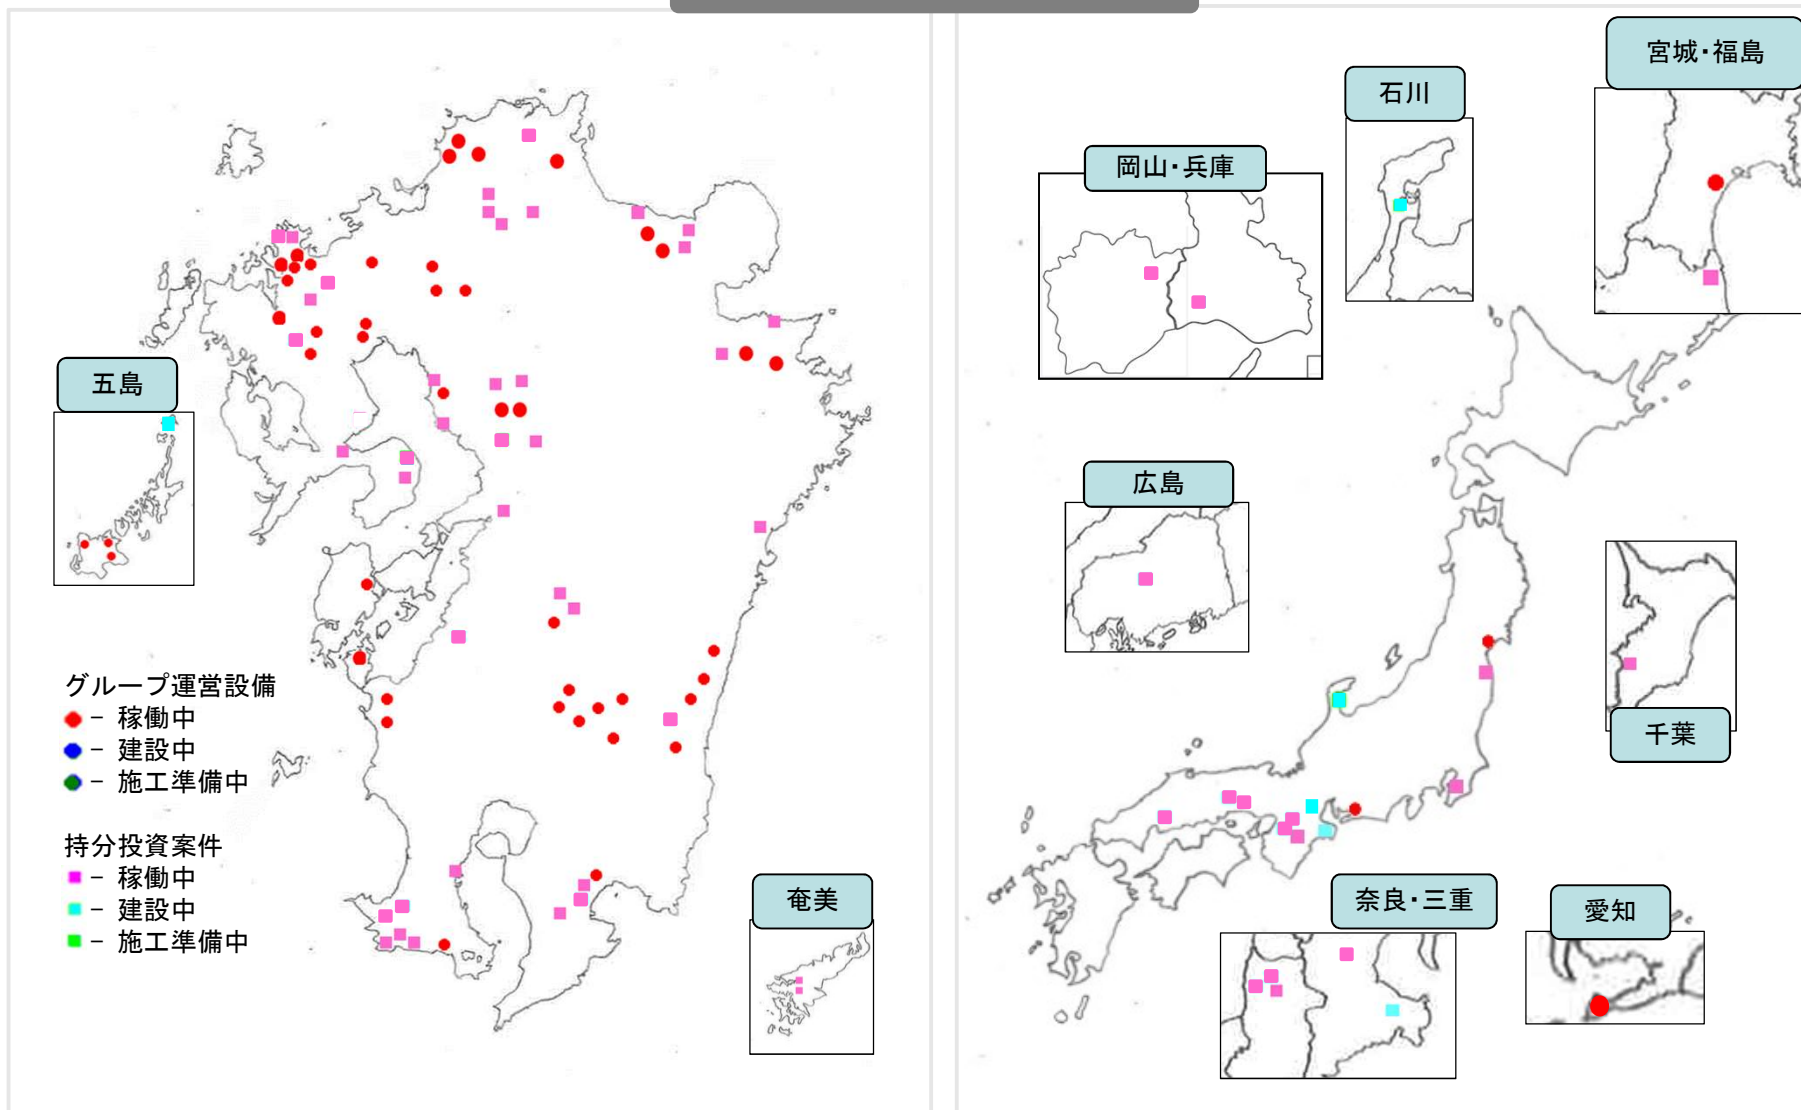 五島
グループ運営設備
－ 稼働中
－ 建設中
－ 施工準備中
持分投資案件
－ 稼働中
－ 建設中
－ 施工準備中
奄美
宮城・福島
石川
岡山・兵庫
広島
千葉
奈良・三重
愛知